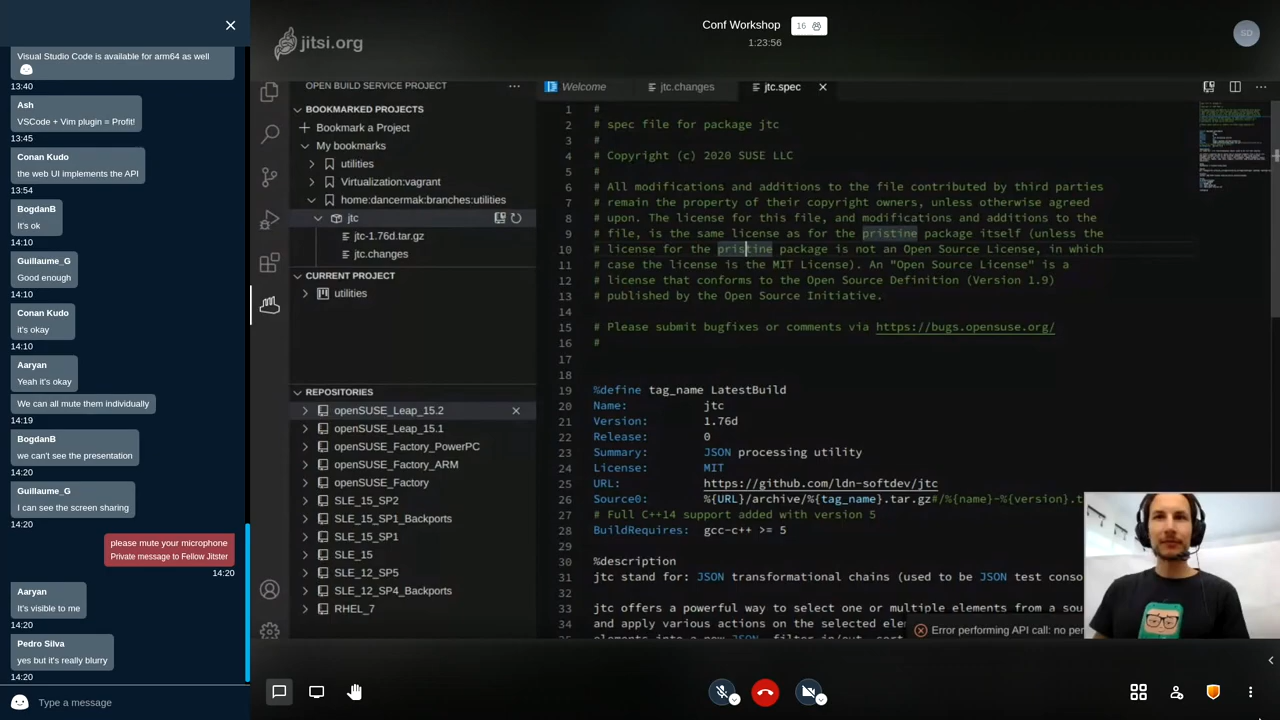 Visual Studio Code is available for arm64 as well
13:40
Ash
VSCode + Vim plugin = Profit!
13:45
Conan Kudo
the web UI implements the API
13:54
BogdanB
It's ok
14:10
Guillaume_G
Good enough
14:10
Conan Kudo
it's okay
14:10
Aaryan
Yeah it's okay
We can all mute them individually
14:19
BogdanB
we can't see the presentation
14:20
Guillaume_G
I can see the screen sharing
14:20
please mute your microphone
Private message to Fellow Jitster
14:20
Aaryan
It's visible to me
14:20
Pedro Silva
yes but it's really blurry
14:20
Type a message
jitsi.org
Conf Workshop
16
1:23:56
SD
OPEN BUILD SERVICE PROJECT
BOOKMARKED PROJECTS
Bookmark a Project
My bookmarks
utilities
Virtualization:vagrant
home:dancermak:branches:utilities
jtc
jtc-1.76d.tar.gz
jtc.changes
CURRENT PROJECT
utilities
REPOSITORIES
openSUSE_Leap_15.2
openSUSE_Leap_15.1
openSUSE_Factory_PowerPC
openSUSE_Factory_ARM
openSUSE_Factory
SLE_15_SP2
SLE_15_SP1_Backports
SLE_15_SP1
SLE_15
SLE_12_SP5
SLE_12_SP4_Backports
RHEL_7
Welcome
jtc.changes
jtc.spec
1 #
2 # spec file for package jtc
3 #
4 # Copyright (c) 2020 SUSE LLC
5 #
6 # All modifications and additions to the file contributed by third parties
7 # remain the property of their copyright owners, unless otherwise agreed
8 # upon. The license for this file, and modifications and additions to the
9 # file, is the same license as for the pristine package itself (unless the
10 # license for the pristine package is not an Open Source License, in which
11 # case the license is the MIT License). An "Open Source License" is a
12 # license that conforms to the Open Source Definition (Version 1.9)
13 # published by the Open Source Initiative.
14
15 # Please submit bugfixes or comments via https://bugs.opensuse.org/
16 #
17
18
19 %define tag_name LatestBuild
20 Name: jtc
21 Version: 1.76d
22 Release: 0
23 Summary: JSON processing utility
24 License: MIT
25 URL: https://github.com/ldn-softdev/jtc
26 Source0: %{URL}/archive/%{tag_name}.tar.gz#/%{name}-%{version}.t
27 # Full C++14 support added with version 5
28 BuildRequires: gcc-c++ >= 5
29
30 %description
31 jtc stand for: JSON transformational chains (used to be JSON test conso
32
33 jtc offers a powerful way to select one or multiple elements from a sou
34 and apply various actions on the selected
Error performing API call: no per